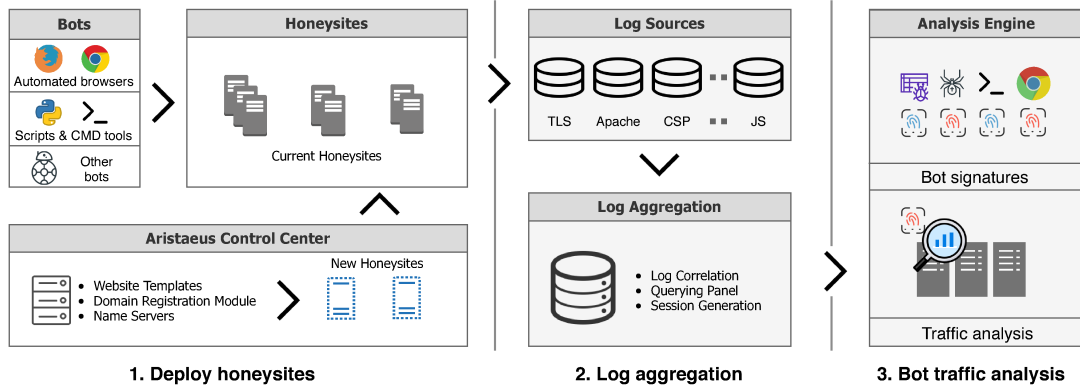 Bots
Automated browsers
Scripts & CMD tools
Other
bots
Honeysites
Current Honeysites
Aristaeus Control Center
• Website Templates
• Domain Registration Module
• Name Servers
New Honeysites
1. Deploy honeysites
Log Sources
TLS Apache CSP JS
Log Aggregation
• Log Correlation
• Querying Panel
• Session Generation
2. Log aggregation
Analysis Engine
Bot signatures
Traffic analysis
3. Bot traffic analysis